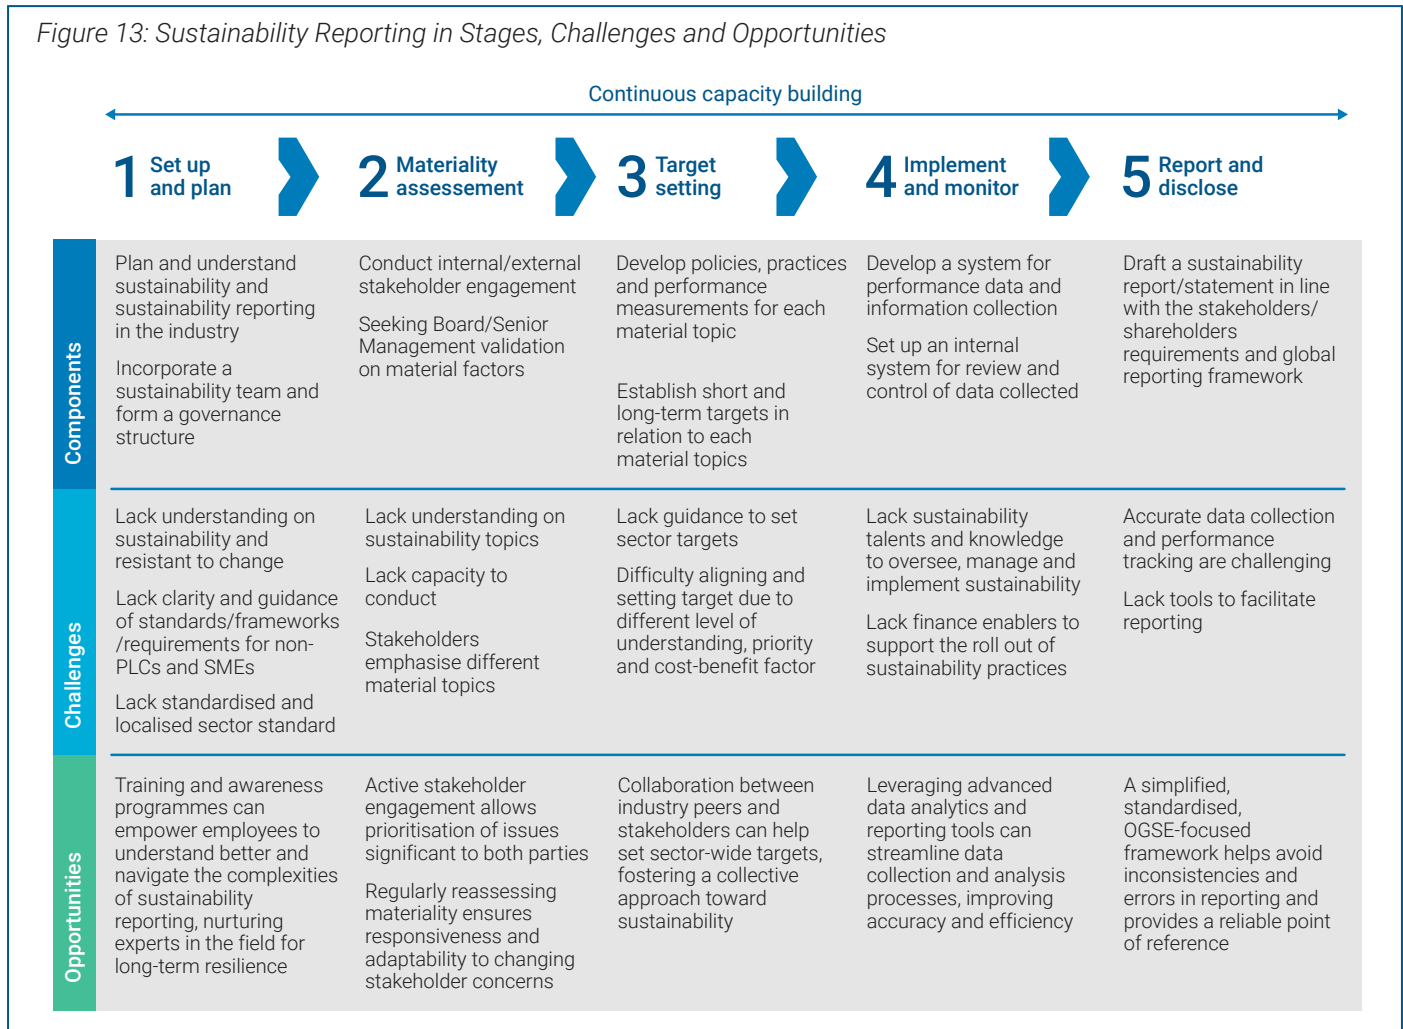 Figure 13: Sustainability Reporting in Stages, Challenges and Opportunities
Continuous capacity building
1 Set up
and plan
2 Materiality
assessement
3 Target
setting
4 Implement
and monitor
5 Report and
disclose
Components
Plan and understand
sustainability and
sustainability reporting
in the industry
Incorporate a
sustainability team and
form a governance
structure
Conduct internal/external
stakeholder engagement
Seeking Board/Senior
Management validation
on material factors
Develop policies, practices
and performance
measurements for each
material topic
Establish short and
long-term targets in
relation to each
material topics
Develop a system for
performance data and
information collection
Set up an internal
system for review and
control of data collected
Draft a sustainability
report/statement in line
with the stakeholders/
shareholders
requirements and global
reporting framework
Challenges
Lack understanding on
sustainability and
resistant to change
Lack clarity and guidance
of standards/frameworks
/requirements for non-
PLCs and SMEs
Lack standardised and
localised sector standard
Lack understanding on
sustainability topics
Lack capacity to
conduct
Stakeholders
emphasise different
material topics
Lack guidance to set
sector targets
Difficulty aligning and
setting target due to
different level of
understanding, priority
and cost-benefit factor
Lack sustainability
talents and knowledge
to oversee, manage and
implement sustainability
Lack finance enablers to
support the roll out of
sustainability practices
Accurate data collection
and performance
tracking are challenging
Lack tools to facilitate
reporting
Opportunities
Training and awareness
programmes can
empower employees to
understand better and
navigate the complexities
of sustainability
reporting, nurturing
experts in the field for
long-term resilience
Active stakeholder
engagement allows
prioritisation of issues
significant to both parties
Regularly reassessing
materiality ensures
responsiveness and
adaptability to changing
stakeholder concerns
Collaboration between
industry peers and
stakeholders can help
set sector-wide targets,
fostering a collective
approach toward
sustainability
Leveraging advanced
data analytics and
reporting tools can
streamline data
collection and analysis
processes, improving
accuracy and efficiency
A simplified,
standardised,
OGSE-focused
framework helps avoid
inconsistencies and
errors in reporting and
provides a reliable point
of reference